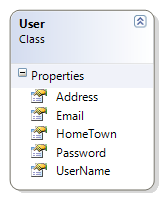 User
Class
Properties
Address
Email
HomeTown
Password
UserName